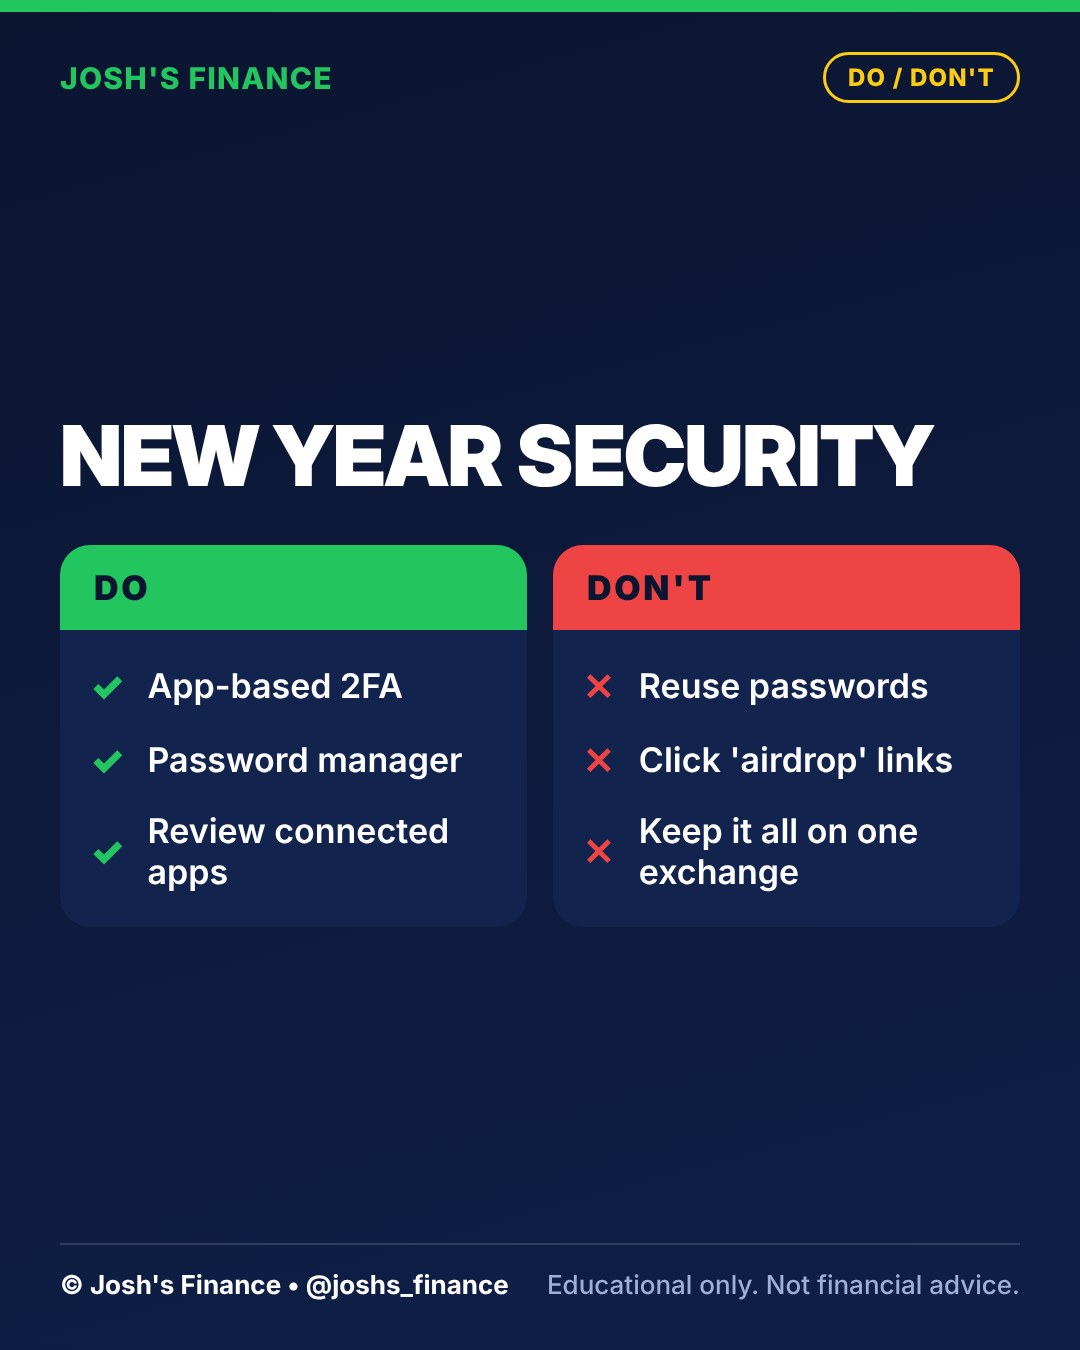 JOSH'S FINANCE
DO / DON'T
NEW YEAR SECURITY
DO
App-based 2FA
Password manager
Review connected
apps
DON'T
Reuse passwords
Click 'airdrop' links
Keep it all on one
exchange
© Josh's Finance • @joshs_finance
Educational only. Not financial advice.